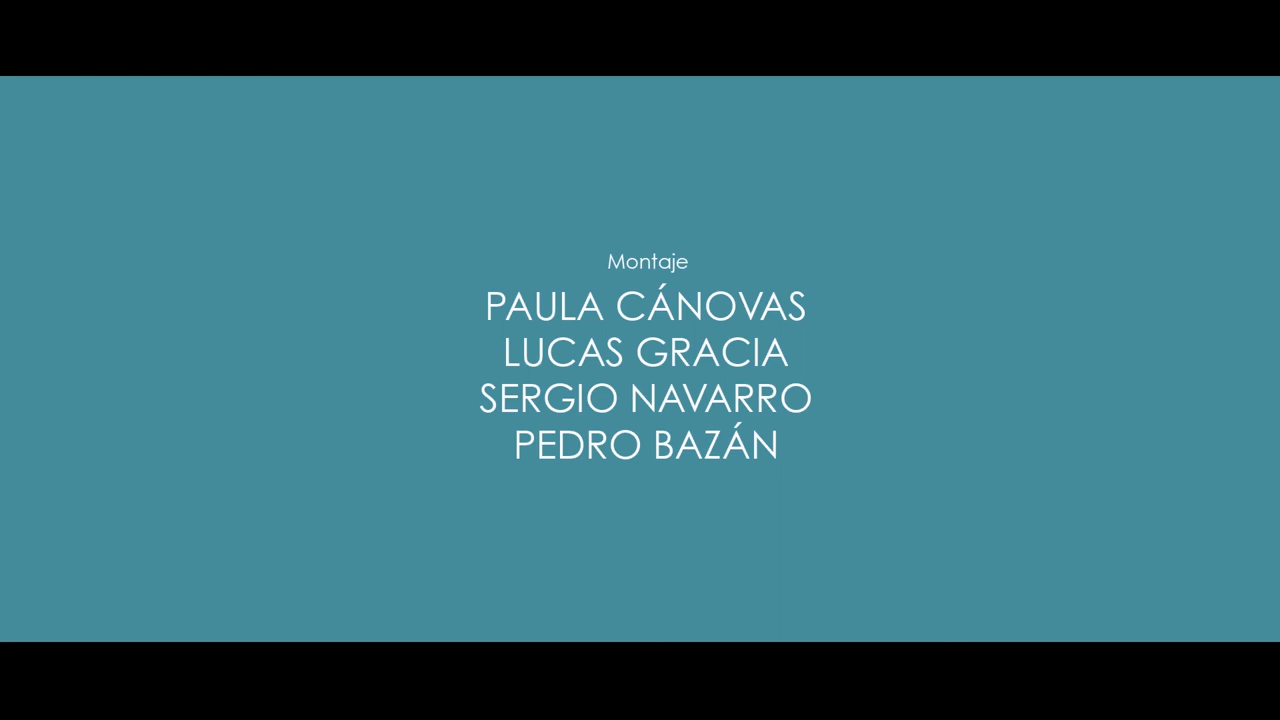 Montaje
PAULA CÁNOVAS
LUCAS GRACIA
SERGIO NAVARRO
PEDRO BAZÁN